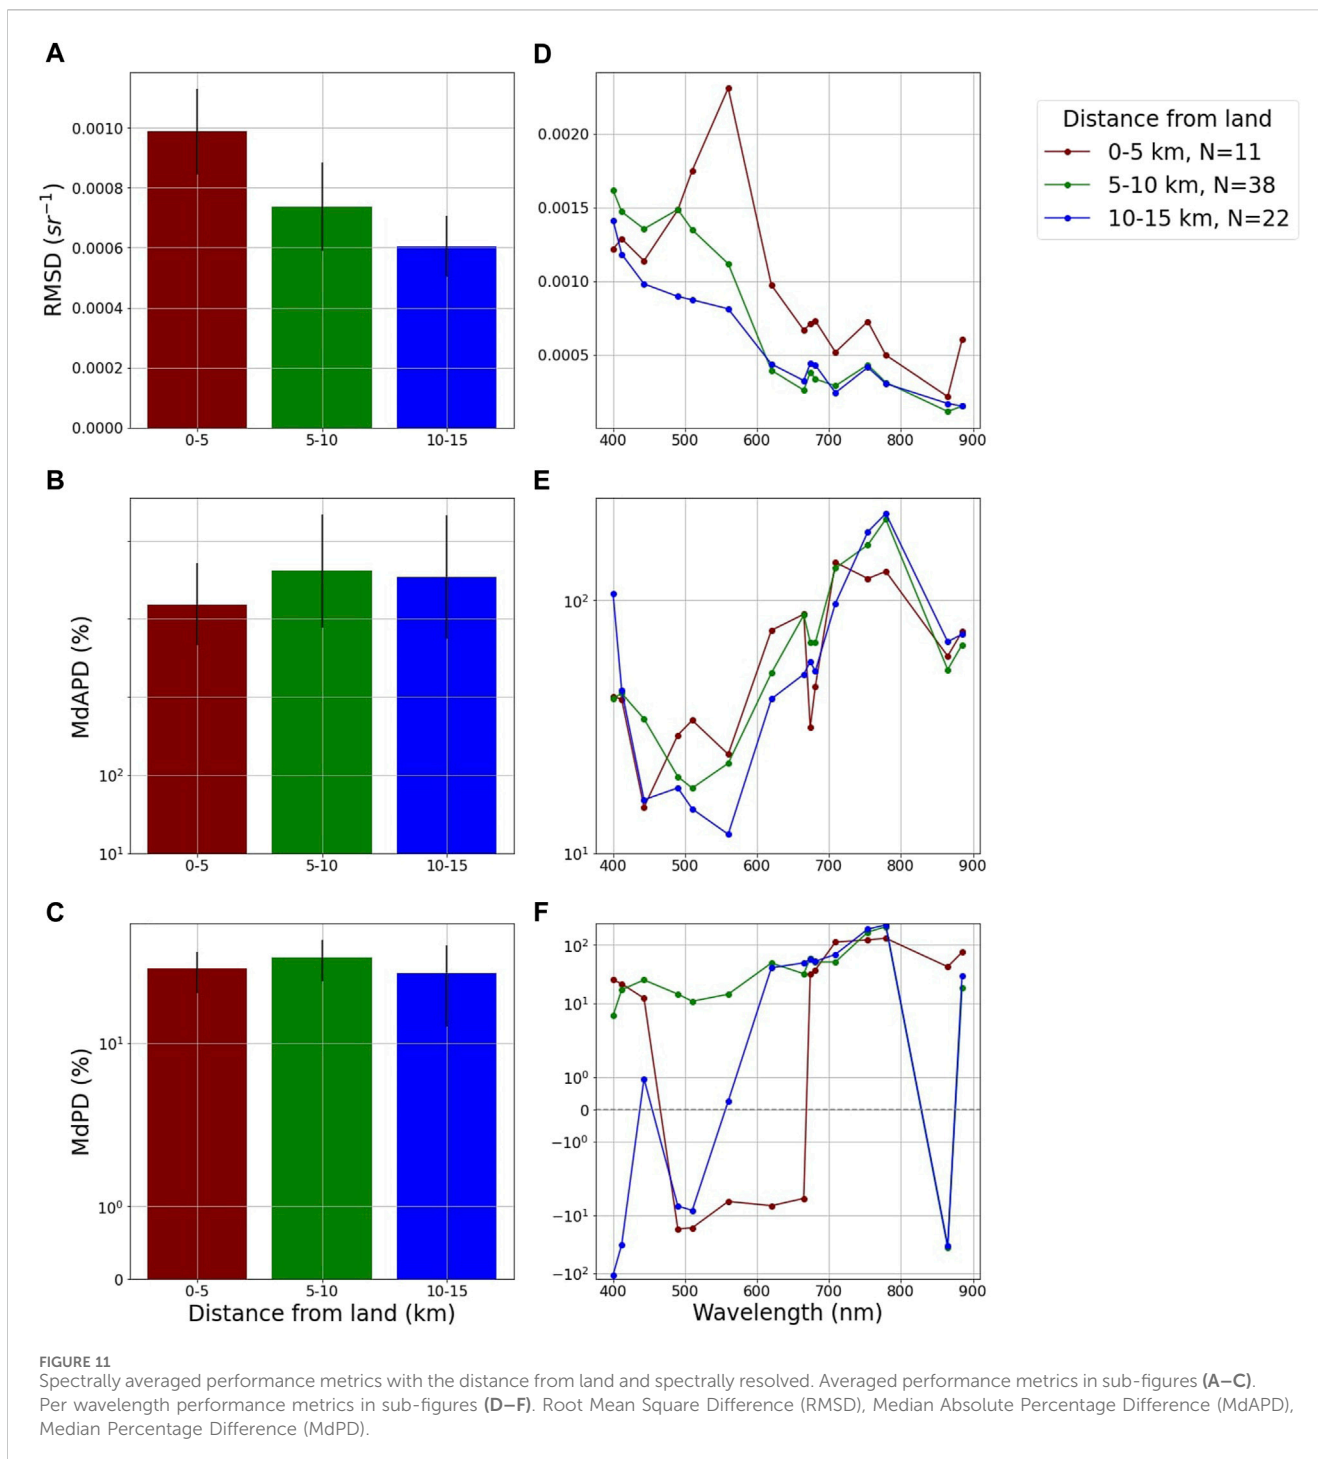 A
RMSD (sr⁻¹)
0.0010
0.0008
0.0006
0.0004
0.0002
0.0000
0-5
5-10
10-15
D
0.0020
0.0015
0.0010
0.0005
400
500
600
700
800
900
Distance from land
0-5 km, N=11
5-10 km, N=38
10-15 km, N=22
B
MdAPD (%)
10²
10¹
0-5
5-10
10-15
E
10²
10¹
400
500
600
700
800
900
C
MdPD (%)
10¹
10⁰
0
0-5
5-10
10-15
Distance from land (km)
F
10²
10¹
10⁰
0
−10⁰
−10¹
−10²
400
500
600
700
800
900
Wavelength (nm)
FIGURE 11
Spectrally averaged performance metrics with the distance from land and spectrally resolved. Averaged performance metrics in sub-figures (A–C).
Per wavelength performance metrics in sub-figures (D–F). Root Mean Square Difference (RMSD), Median Absolute Percentage Difference (MdAPD),
Median Percentage Difference (MdPD).